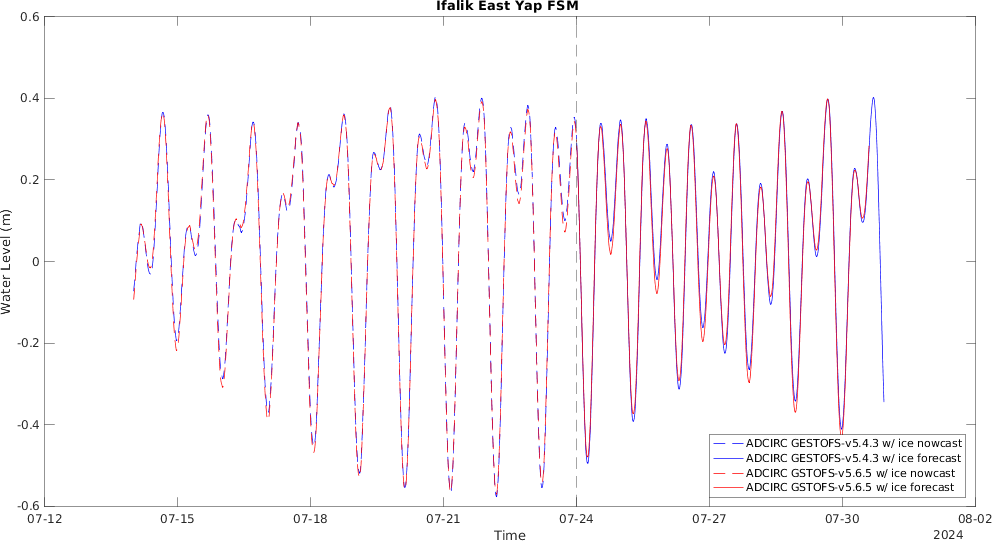 Ifalik East Yap FSM
0.6
0.4
0.2
0
-0.2
-0.4
-0.6
Water Level (m)
07-12
07-15
07-18
07-21
07-24
07-27
07-30
08-02
Time
2024
ADCIRC GESTOFS-v5.4.3 w/ ice nowcast
ADCIRC GESTOFS-v5.4.3 w/ ice forecast
ADCIRC GSTOFS-v5.6.5 w/ ice nowcast
ADCIRC GSTOFS-v5.6.5 w/ ice forecast